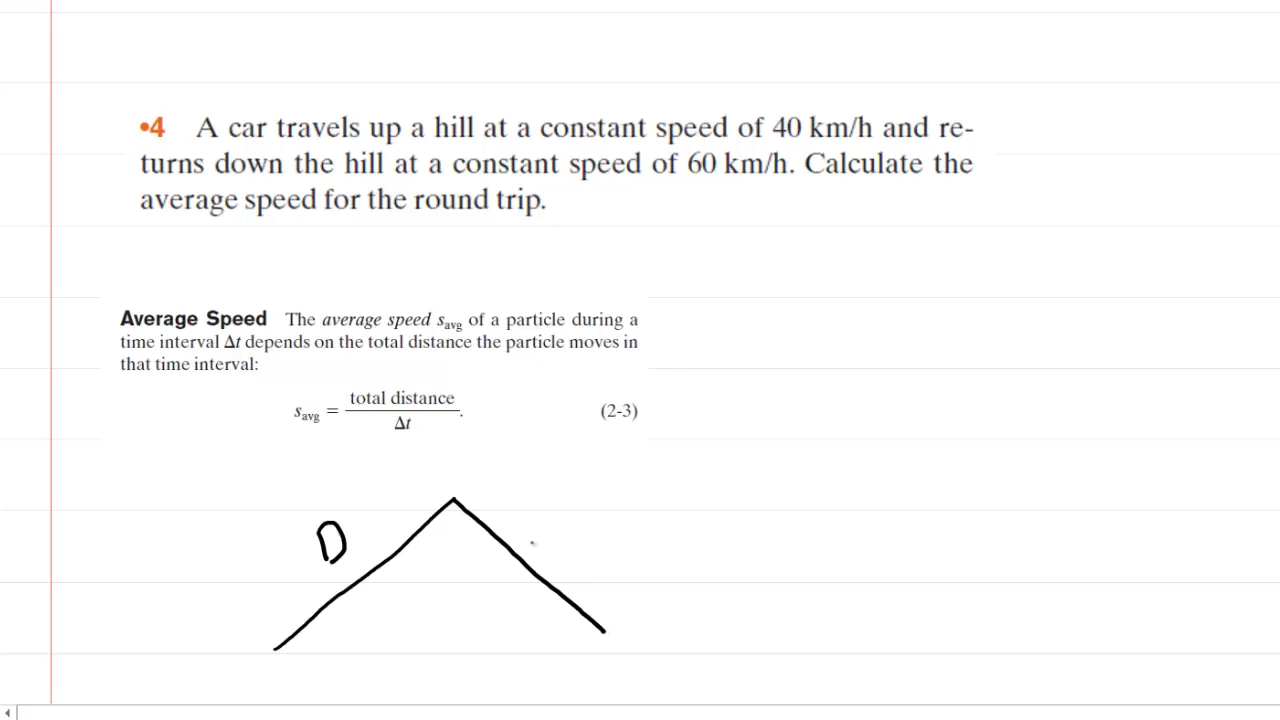 •4 A car travels up a hill at a constant speed of 40 km/h and re-
turns down the hill at a constant speed of 60 km/h. Calculate the
average speed for the round trip.
Average Speed The average speed s_avg of a particle during a
time interval Δt depends on the total distance the particle moves in
that time interval:
s_avg = total distance / Δt. (2-3)
D